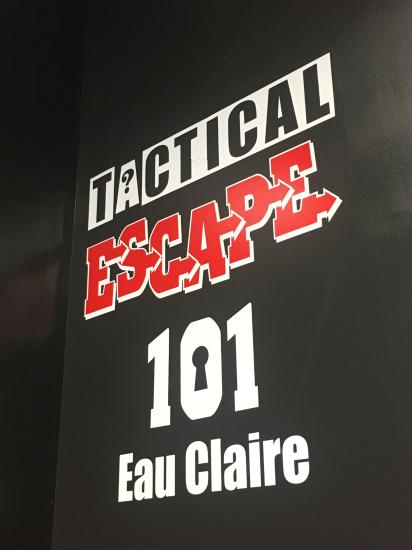 TACTICAL
ESCAPE
101
Eau Claire